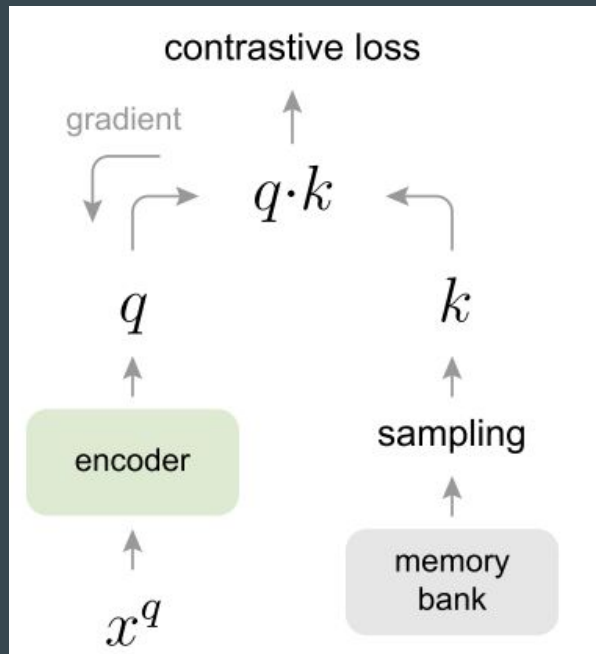 contrastive loss
gradient
q·k
q
k
encoder
sampling
memory
bank
x^q